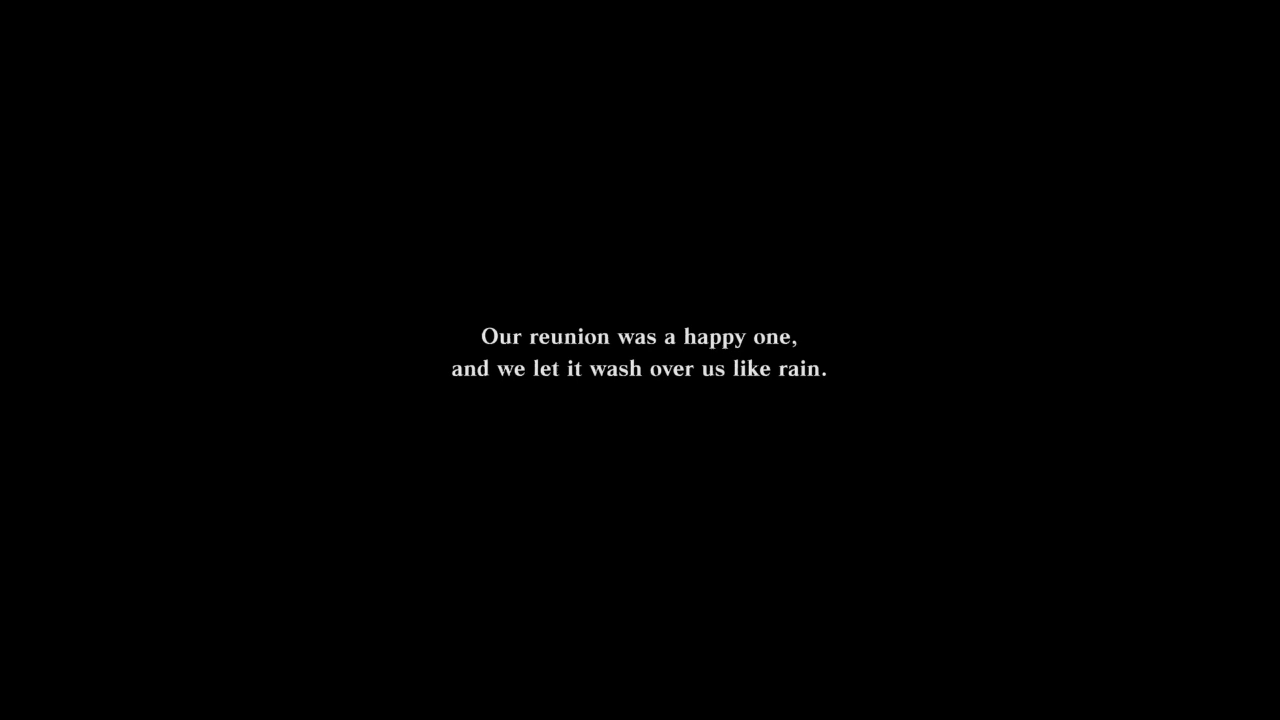 Our reunion was a happy one,
and we let it wash over us like rain.